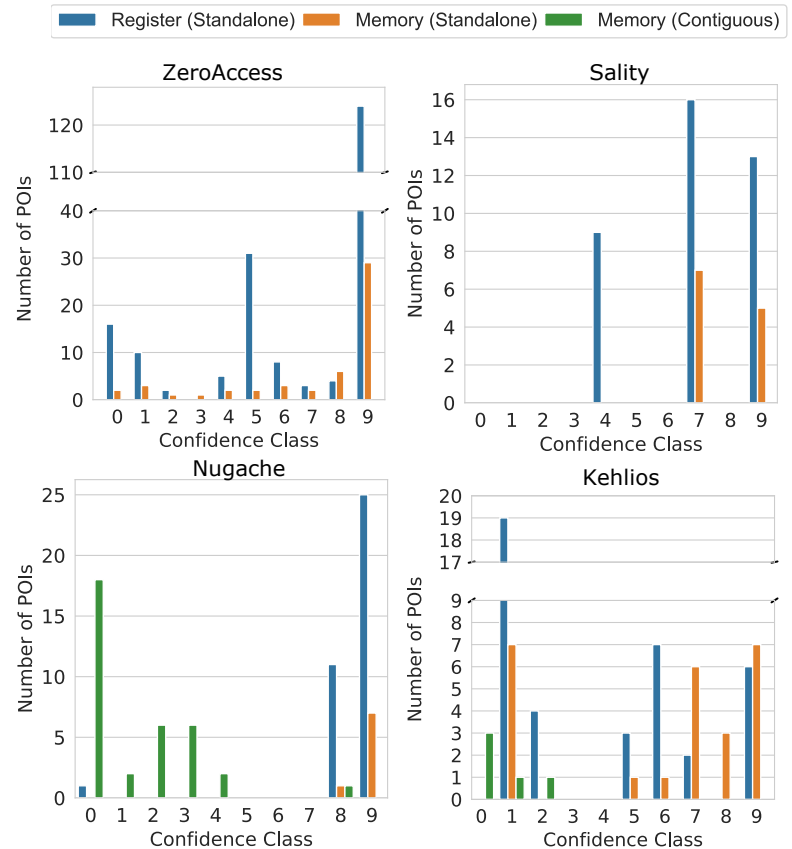 Register (Standalone) Memory (Standalone) Memory (Contiguous)
ZeroAccess
Number of POIs
120
110
40
30
20
10
0
0 1 2 3 4 5 6 7 8 9
Confidence Class
Sality
Number of POIs
16
14
12
10
8
6
4
2
0
0 1 2 3 4 5 6 7 8 9
Confidence Class
Nugache
Number of POIs
25
20
15
10
5
0
0 1 2 3 4 5 6 7 8 9
Confidence Class
Kehlios
Number of POIs
20
19
18
17
9
7
6
5
4
3
2
1
0
0 1 2 3 4 5 6 7 8 9
Confidence Class